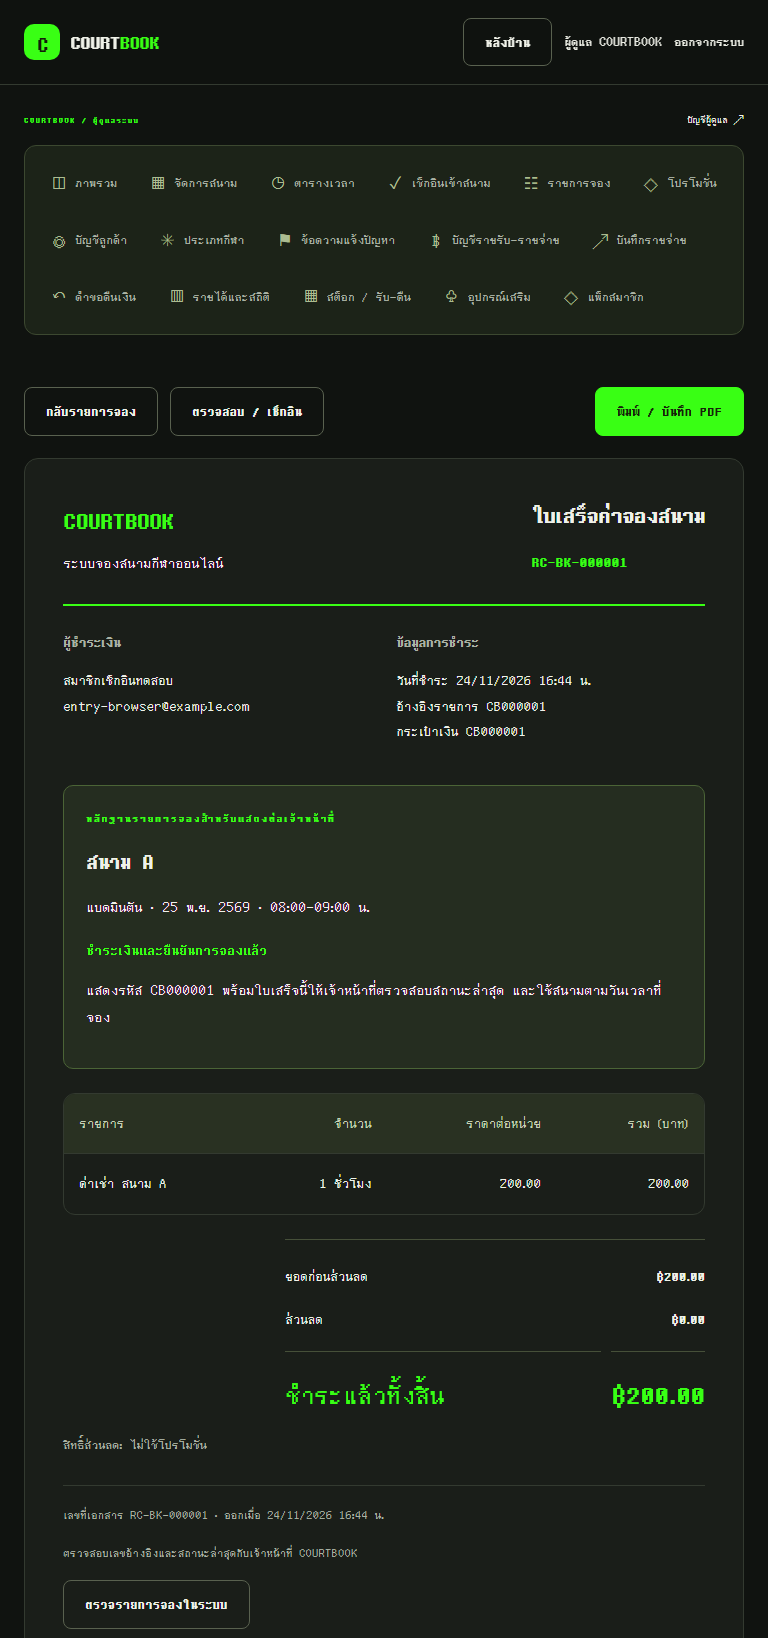 C COURTBOOK
หลังบ้าน ผู้ดูแล COURTBOOK ออกจากระบบ
COURTBOOK / ผู้ดูแลระบบ
บัญชีผู้ดูแล ↗
ภาพรวม จัดการสนาม ตารางเวลา เช็กอินเข้าสนาม รายการจอง โปรโมชั่น
บัญชีลูกค้า ประเภทกีฬา ข้อความแจ้งปัญหา บัญชีรายรับ-รายจ่าย บันทึกรายจ่าย
คำขอคืนเงิน รายได้และสถิติ สต็อก / รับ-คืน อุปกรณ์เสริม แพ็กสมาชิก
กลับรายการจอง ตรวจสอบ / เช็กอิน พิมพ์ / บันทึก PDF
COURTBOOK
ใบเสร็จค่าจองสนาม
ระบบจองสนามกีฬาออนไลน์
RC-BK-000001
ผู้ชำระเงิน
สมาชิกเช็กอินทดสอบ
entry-browser@example.com
ข้อมูลการชำระ
วันที่ชำระ 24/11/2026 16:44 น.
อ้างอิงรายการ CB000001
กระเป๋าเงิน CB000001
หลักฐานรายการจองสำหรับแสดงต่อเจ้าหน้าที่
สนาม A
แบดมินตัน · 25 พ.ย. 2569 · 08:00-09:00 น.
ชำระเงินและยืนยันการจองแล้ว
แสดงรหัส CB000001 พร้อมใบเสร็จนี้ให้เจ้าหน้าที่ตรวจสอบสถานะล่าสุด และใช้สนามตามวันเวลาที่
จอง
รายการ จำนวน ราคาต่อหน่วย รวม (บาท)
ค่าเช่า สนาม A 1 ชั่วโมง 200.00 200.00
ยอดก่อนส่วนลด ฿200.00
ส่วนลด ฿0.00
ชำระแล้วทั้งสิ้น ฿200.00
สิทธิ์ส่วนลด: ไม่ใช้โปรโมชั่น
เลขที่เอกสาร RC-BK-000001 · ออกเมื่อ 24/11/2026 16:44 น.
ตรวจสอบเลขอ้างอิงและสถานะล่าสุดกับเจ้าหน้าที่ COURTBOOK
ตรวจรายการจองในระบบ